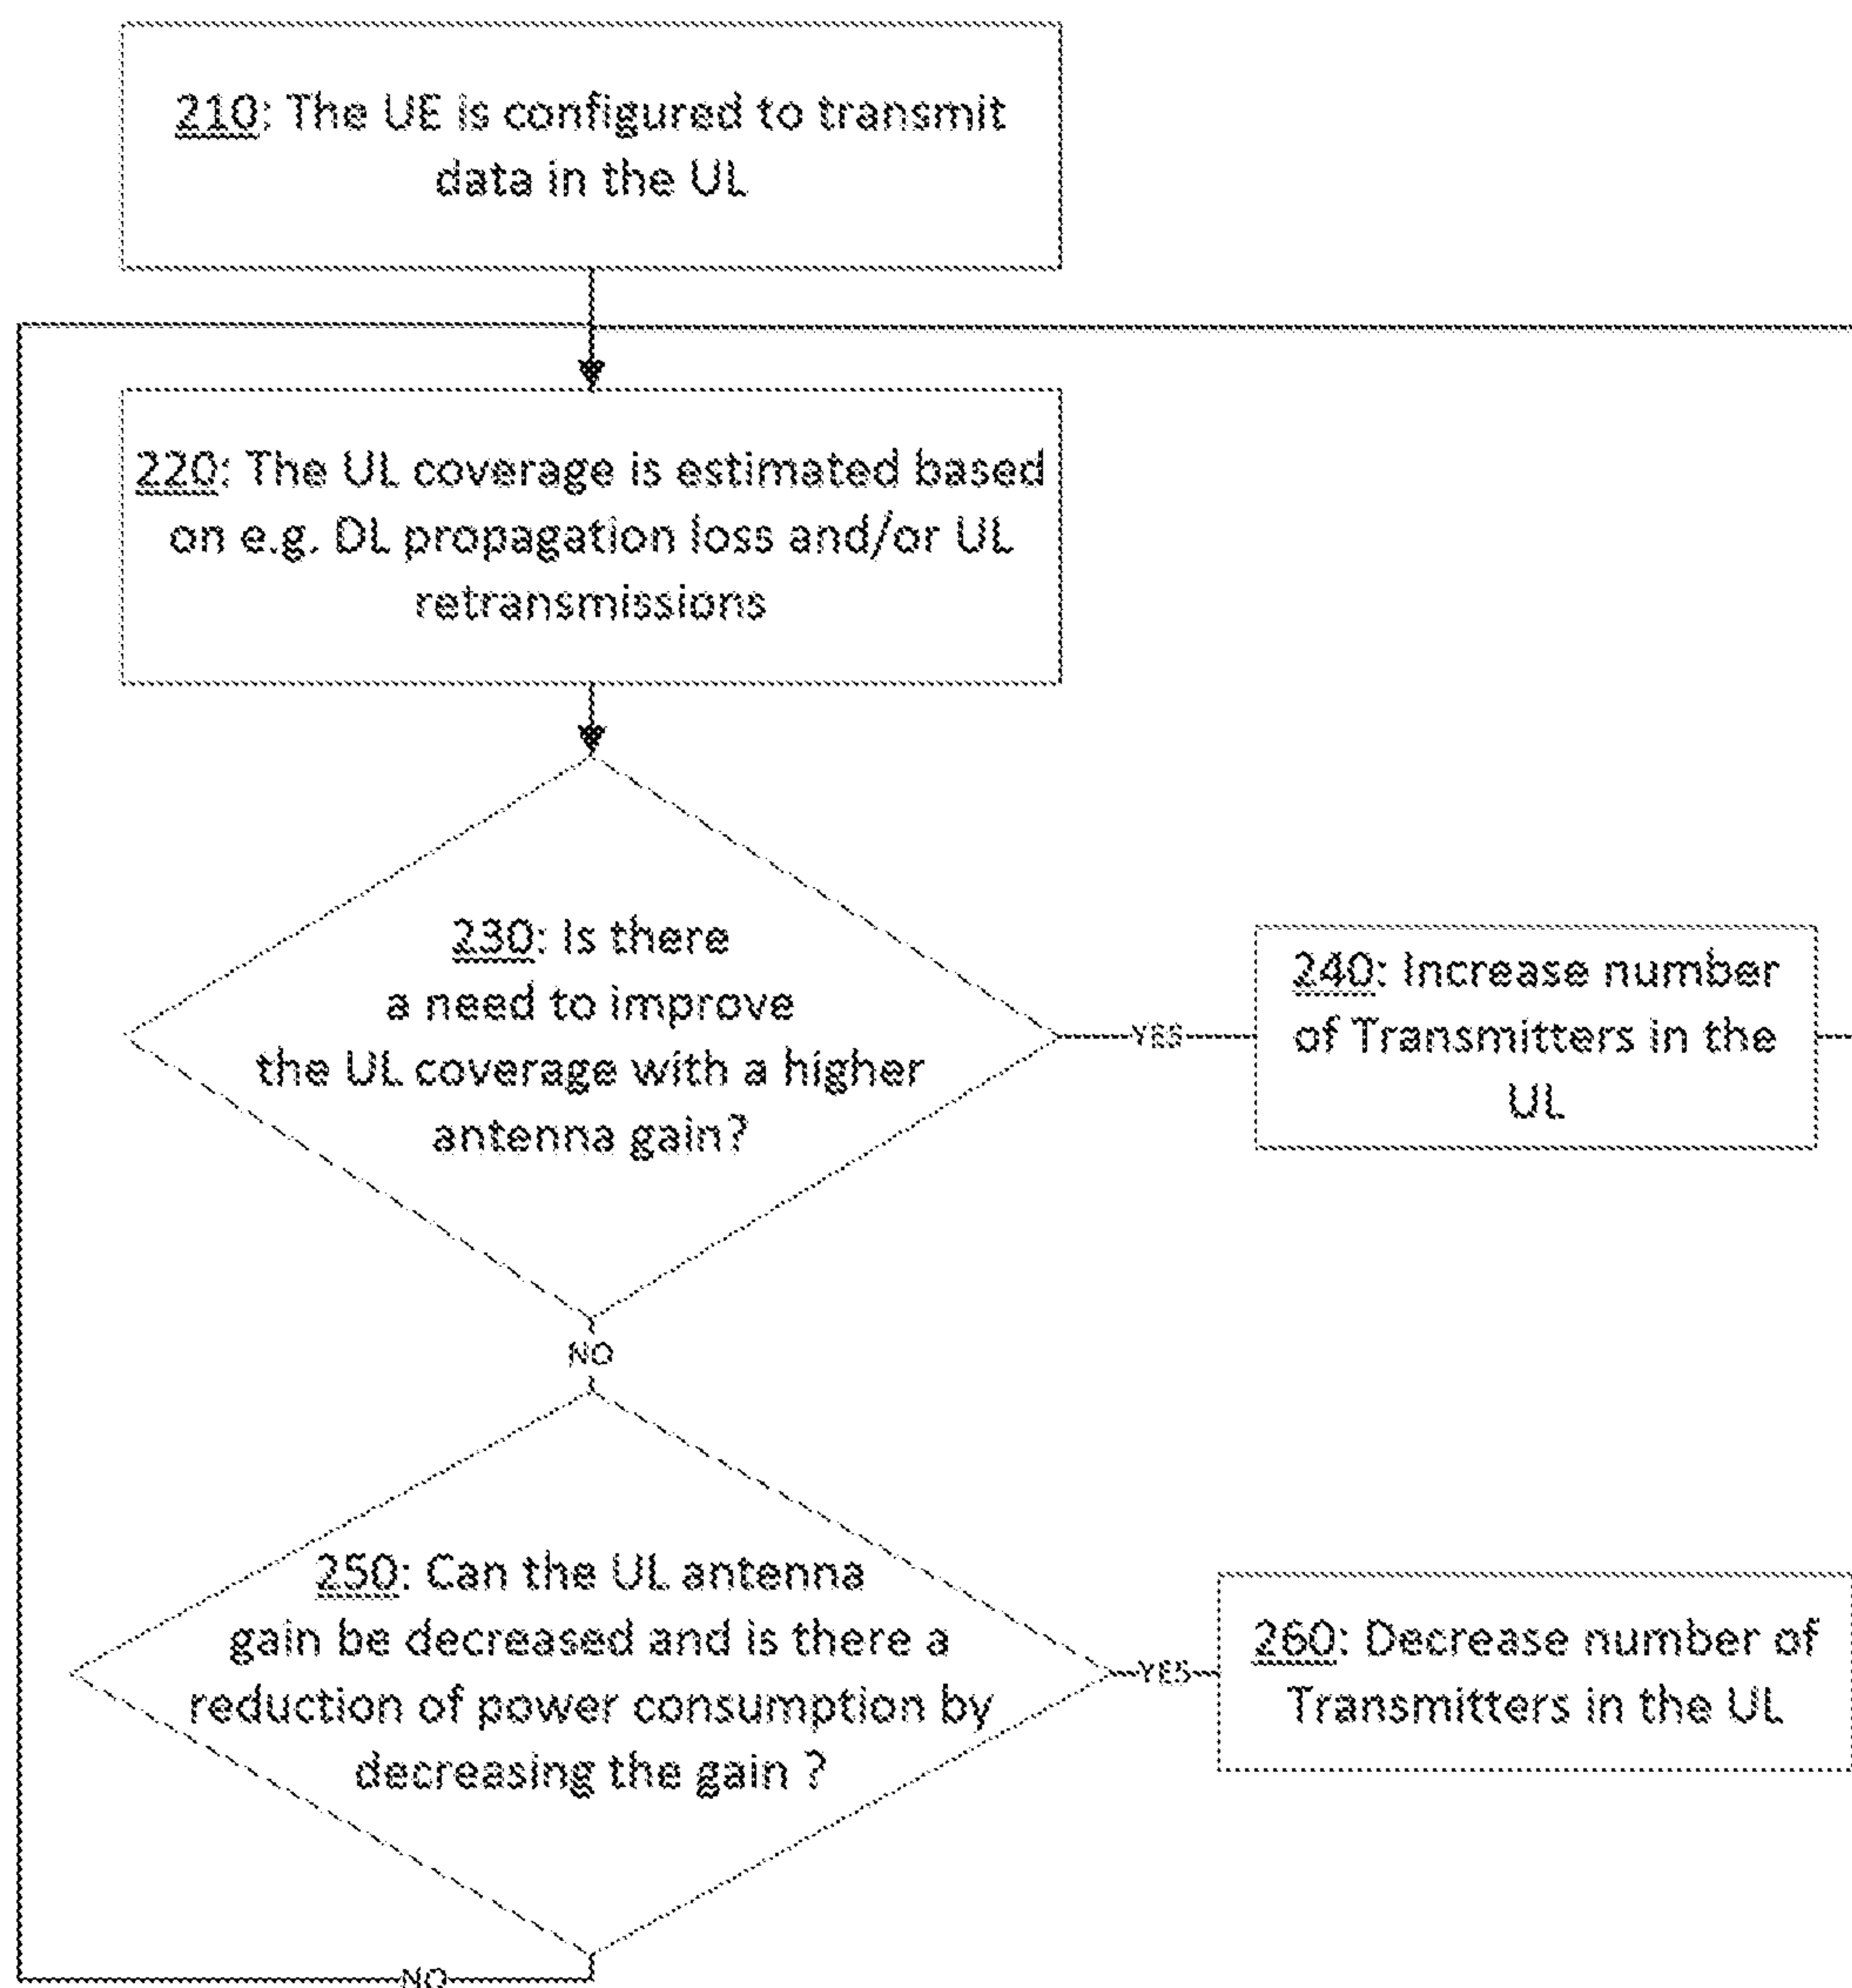 210: The UE is configured to transmit
data in the UL
220: The UL coverage is estimated based
on e.g. DL propagation loss and/or UL
retransmissions
230: Is there
a need to improve
the UL coverage with a higher
antenna gain?
YES
240: Increase number
of Transmitters in the
UL
NO
250: Can the UL antenna
gain be decreased and is there a
reduction of power consumption by
decreasing the gain ?
YES
260: Decrease number of
Transmitters in the UL
NO